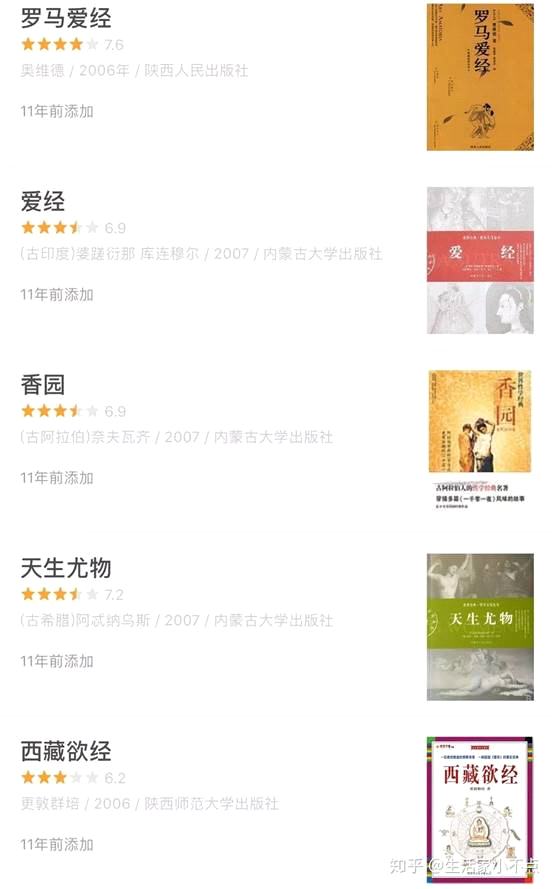 罗马爱经
7.6
奥维德 / 2006年 / 陕西人民出版社
11年前添加
罗马爱经
爱经
6.9
(古印度)婆蹉衍那 库连穆尔 / 2007 / 内蒙古大学出版社
11年前添加
爱 经
香园
6.9
(古阿拉伯)奈夫瓦齐 / 2007 / 内蒙古大学出版社
11年前添加
世界性学经典
香园
古阿拉伯人的性学经典名著
穿插多篇《一千零一夜》风味的故事
天生尤物
7.2
(古希腊)阿忒纳乌斯 / 2007 / 内蒙古大学出版社
11年前添加
天生尤物
西藏欲经
6.2
更敦群培 / 2006 / 陕西师范大学出版社
11年前添加
西藏欲经
知乎 @生活家小不点